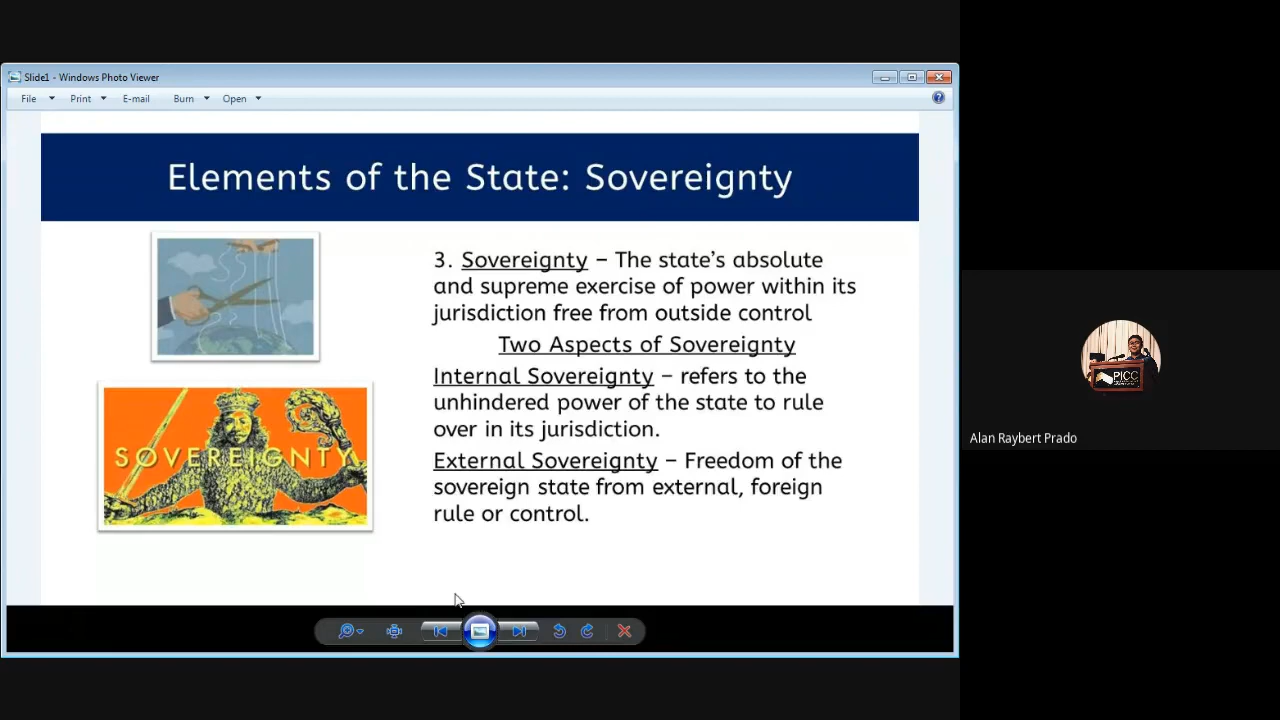 Slide1 - Windows Photo Viewer
File Print E-mail Burn Open
Elements of the State: Sovereignty
3. Sovereignty – The state's absolute
and supreme exercise of power within its
jurisdiction free from outside control
Two Aspects of Sovereignty
Internal Sovereignty – refers to the
unhindered power of the state to rule
over in its jurisdiction.
External Sovereignty – Freedom of the
sovereign state from external, foreign
rule or control.
SOVEREIGNTY
PICC
Alan Raybert Prado